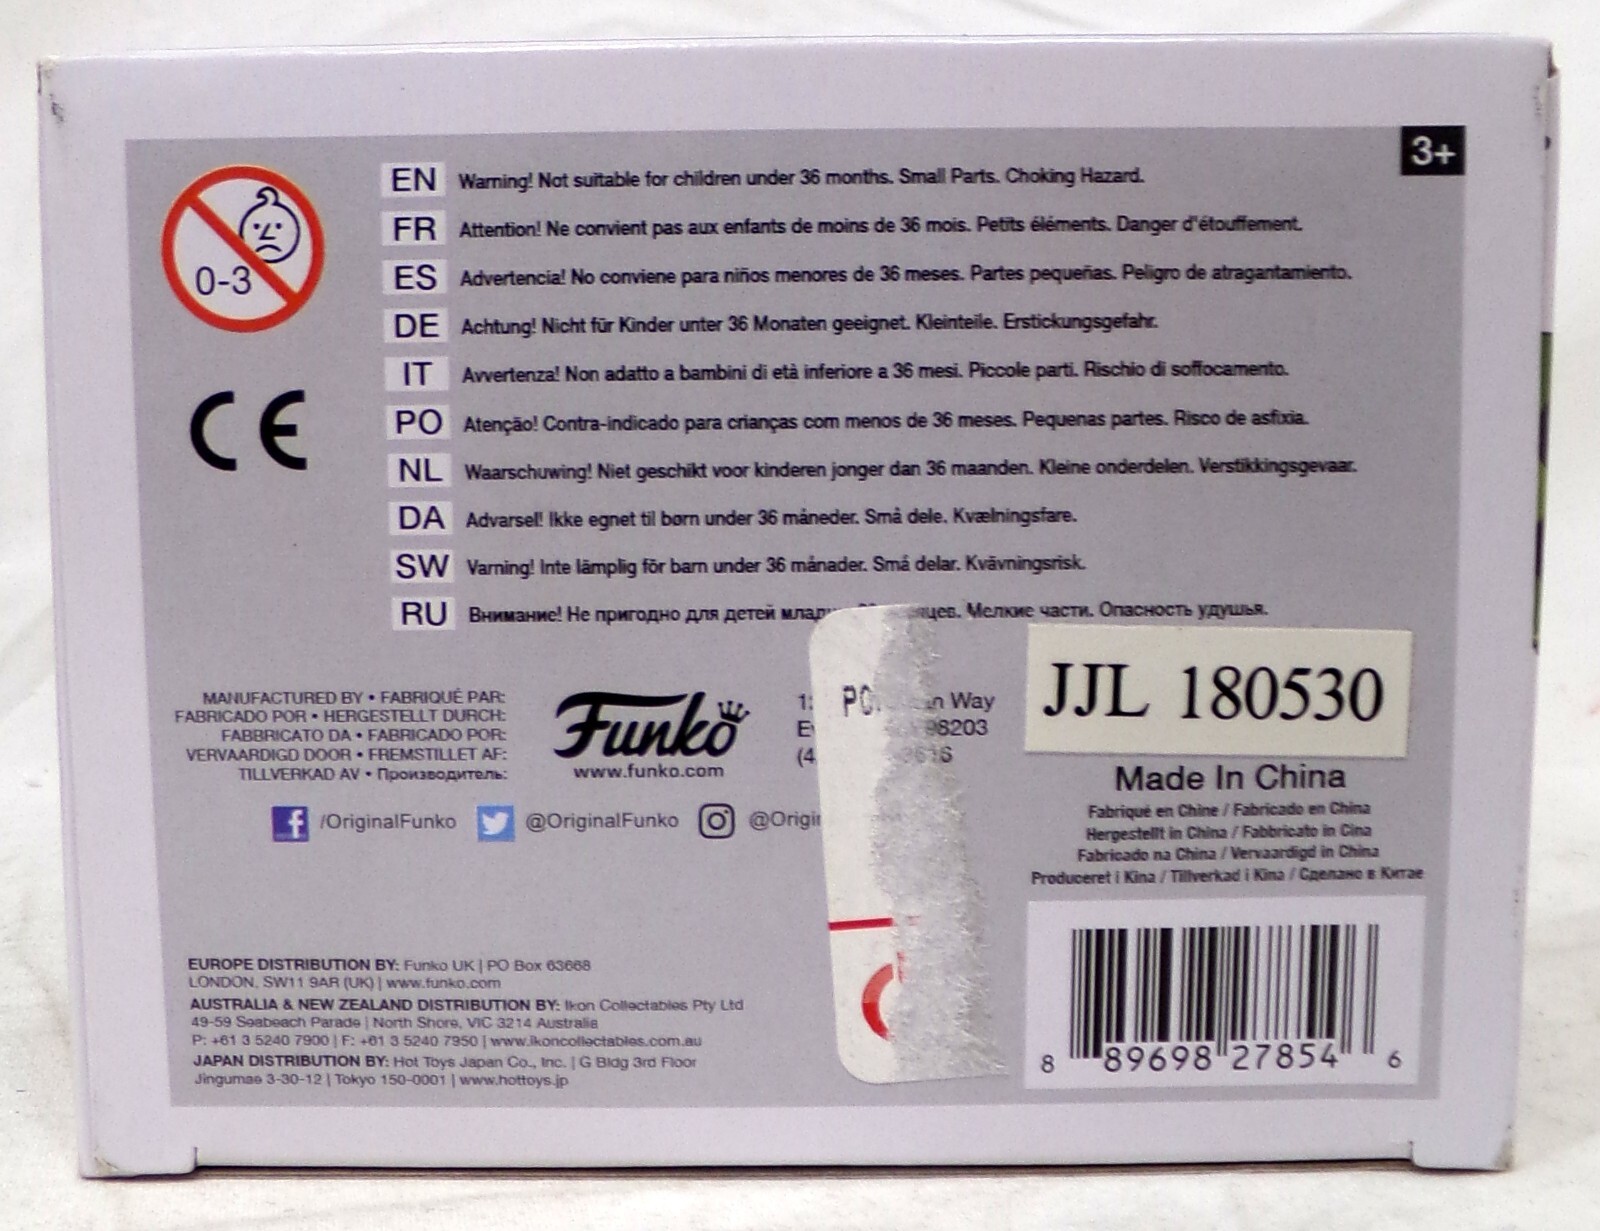 3+
0-3
EN Warning! Not suitable for children under 36 months. Small Parts. Choking Hazard.
FR Attention! Ne convient pas aux enfants de moins de 36 mois. Petits éléments. Danger d'étouffement.
ES Advertencia! No conviene para niños menores de 36 meses. Partes pequeñas. Peligro de atragantamiento.
DE Achtung! Nicht für Kinder unter 36 Monaten geeignet. Kleinteile. Erstickungsgefahr.
IT Avvertenza! Non adatto a bambini di età inferiore a 36 mesi. Piccole parti. Rischio di soffocamento.
PO Atenção! Contra-indicado para crianças com menos de 36 meses. Pequenas partes. Risco de asfixia.
NL Waarschuwing! Niet geschikt voor kinderen jonger dan 36 maanden. Kleine onderdelen. Verstikkingsgevaar.
DA Advarsel! Ikke egnet til børn under 36 måneder. Små dele. Kvælningsfare.
SW Varning! Inte lämplig för barn under 36 månader. Små delar. Kvävningsrisk.
RU Внимание! Не пригодно для детей Мелкие части. Опасность удушья.
CE
MANUFACTURED BY • FABRIQUÉ PAR:
FABRICADO POR • HERGESTELLT DURCH:
FABBRICATO DA • FABRICADO POR:
VERVAARDIGD DOOR • FREMSTILLET AF:
TILLVERKAD AV • Производитель:
Funko
www.funko.com
Way
98203
/OriginalFunko @OriginalFunko
JJL 180530
Made In China
Fabriqué en Chine / Fabricado en China
Hergestellt in China / Fabbricato in Cina
Fabricado na China / Vervaardigd in China
Produceret i Kina / Tillverkad i Kina / Сделано в Китае
EUROPE DISTRIBUTION BY: Funko UK | PO Box 63668
LONDON, SW11 9AR (UK) | www.funko.com
AUSTRALIA & NEW ZEALAND DISTRIBUTION BY: Ikon Collectables Pty Ltd
49-59 Seabeach Parade | North Shore, VIC 3214 Australia
P: +61 3 5240 7900 | F: +61 3 5240 7950 | www.ikoncollectables.com.au
JAPAN DISTRIBUTION BY: Hot Toys Japan Co., Inc. | G Bldg 3rd Floor
Jingumae 3-30-12 | Tokyo 150-0001 | www.hottoys.jp
8 89698 27854 6